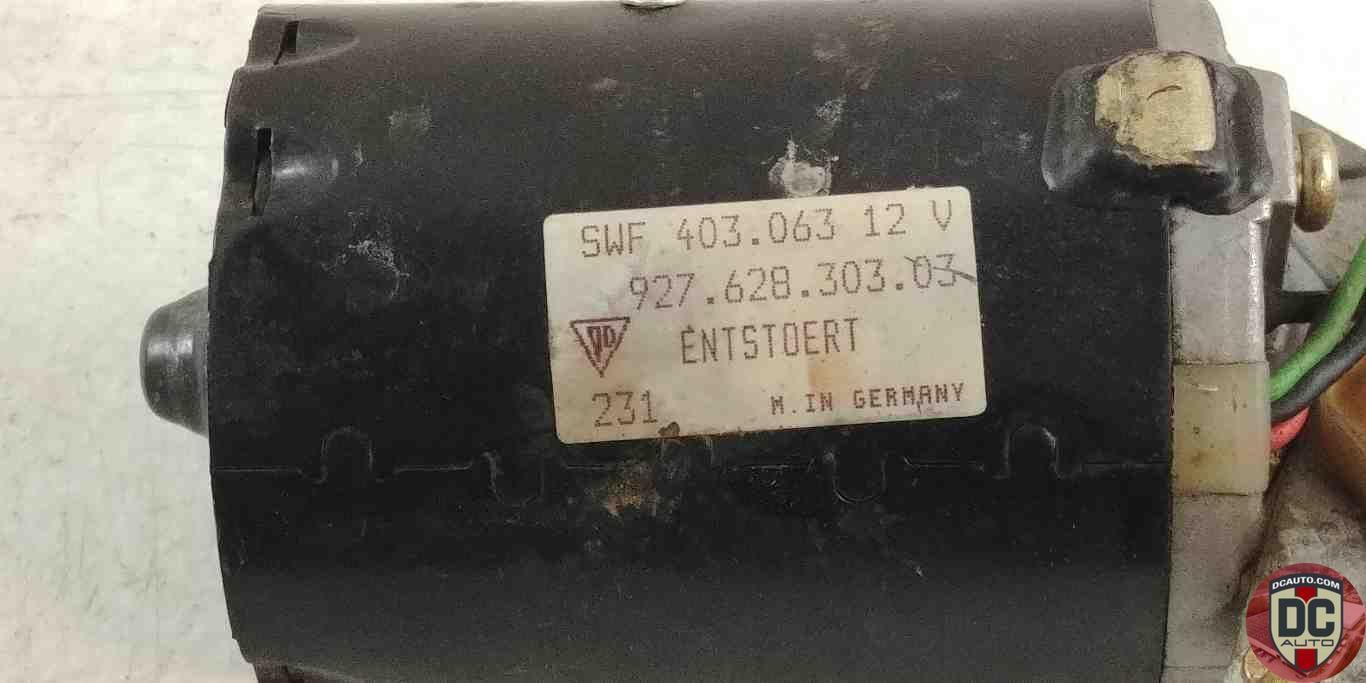 SWF 403.063 12 V
927.628.303.03
ENTSTOERT
231 M.IN GERMANY
DCAUTO.COM
DC
AUTO